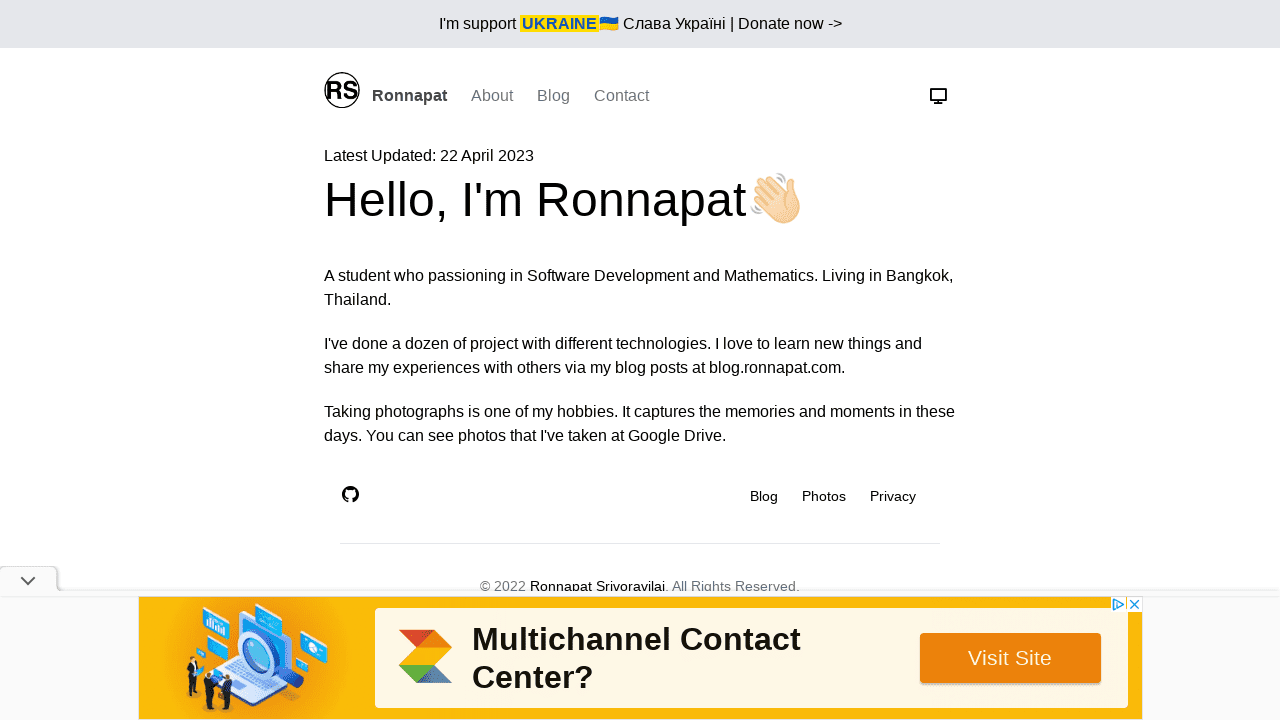 I'm support UKRAINE🇺🇦 Слава Україні | Donate now ->
RS Ronnapat About Blog Contact
Latest Updated: 22 April 2023
Hello, I'm Ronnapat👋🏻
A student who passioning in Software Development and Mathematics. Living in Bangkok,
Thailand.
I've done a dozen of project with different technologies. I love to learn new things and
share my experiences with others via my blog posts at blog.ronnapat.com.
Taking photographs is one of my hobbies. It captures the memories and moments in these
days. You can see photos that I've taken at Google Drive.
Blog Photos Privacy
© 2022 Ronnapat Srivoravilai. All Rights Reserved.
Multichannel Contact
Center?
Visit Site